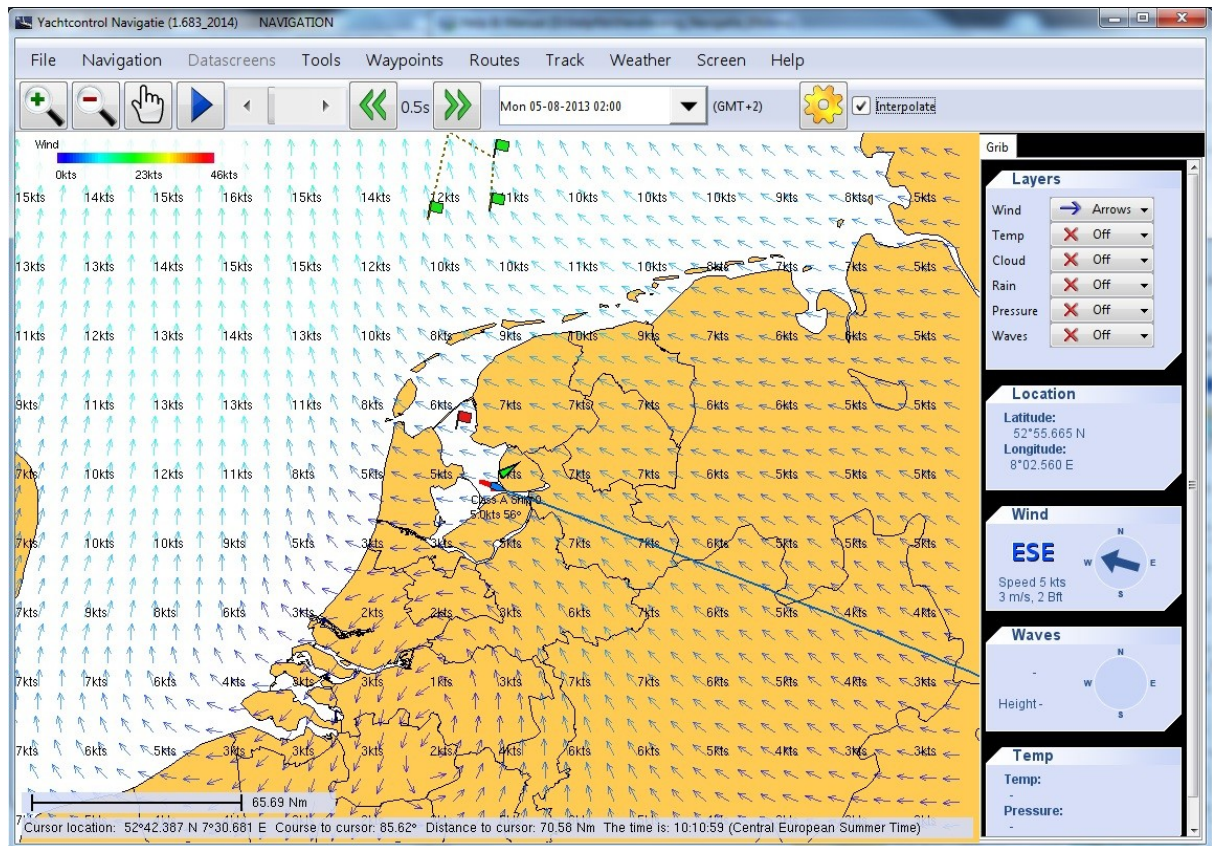 Yachtcontrol Navigatie (1.683_2014) NAVIGATION
File Navigation Datascreens Tools Waypoints Routes Track Weather Screen Help
0.5s Mon 05-08-2013 02:00 (GMT+2) Interpolate
Wind
0kts 23kts 46kts
15kts 14kts 15kts 16kts 15kts 14kts 12kts 11kts 10kts 10kts 10kts 9kts 8kts 5kts
13kts 13kts 14kts 15kts 15kts 12kts 10kts 10kts 11kts 10kts 8kts 7kts 7kts 5kts
11kts 12kts 13kts 14kts 13kts 10kts 8kts 9kts 10kts 9kts 7kts 6kts 6kts 5kts
9kts 11kts 13kts 13kts 11kts 8kts 6kts 7kts 7kts 7kts 6kts 6kts 5kts 5kts
7kts 10kts 12kts 11kts 8kts 5kts 5kts 7kts 7kts 6kts 5kts 5kts 5kts
Class A Ship 0
5.0kts 56°
7kts 10kts 10kts 9kts 5kts 3kts 3kts 5kts 7kts 7kts 5kts 5kts 5kts 5kts
7kts 9kts 8kts 6kts 3kts 2kts 2kts 3kts 6kts 7kts 5kts 5kts 4kts 4kts
7kts 7kts 6kts 4kts 3kts 3kts 1kts 3kts 7kts 6kts 5kts 5kts 4kts 3kts
7kts 6kts 5kts 3kts 3kts 3kts 2kts 4kts 6kts 6kts 5kts 4kts 3kts 3kts
65.69 Nm
Cursor location: 52°42.387 N 7°30.681 E Course to cursor: 85.62° Distance to cursor: 70.58 Nm The time is: 10:10:59 (Central European Summer Time)
Grib
Layers
Wind Arrows
Temp Off
Cloud Off
Rain Off
Pressure Off
Waves Off
Location
Latitude:
52°55.665 N
Longitude:
8°02.560 E
Wind
ESE
Speed 5 kts
3 m/s, 2 Bft
N
W E
S
Waves
N
-
W E
Height -
S
Temp
Temp:
-
Pressure:
-